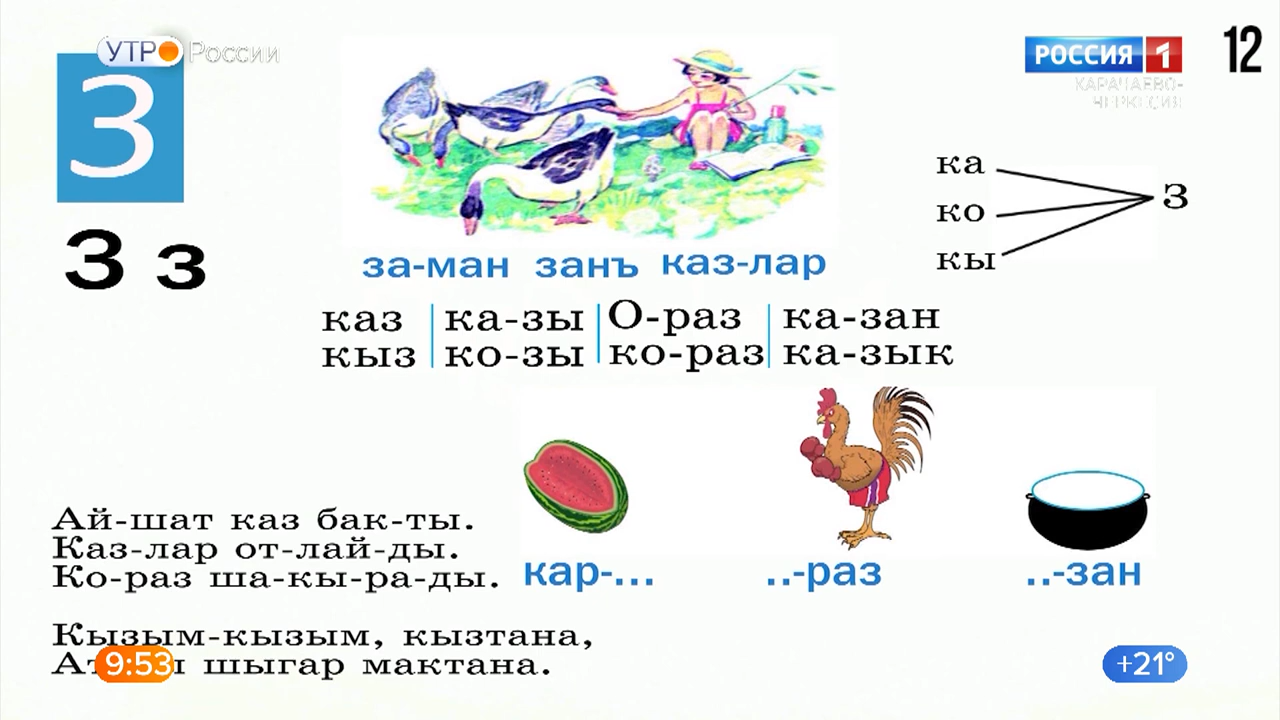 УТРО России
РОССИЯ 1
КАРАЧАЕВО-
ЧЕРКЕСИЯ
12
З
З з
ка
ко
кы
з
за-ман занъ каз-лар
каз ка-зы О-раз ка-зан
кыз ко-зы ко-раз ка-зык
кар-... ..-раз ..-зан
Ай-шат каз бак-ты.
Каз-лар от-лай-ды.
Ко-раз ша-кы-ра-ды.
Кызым-кызым, кызтана,
шыгар мактана.
9:53
+21°